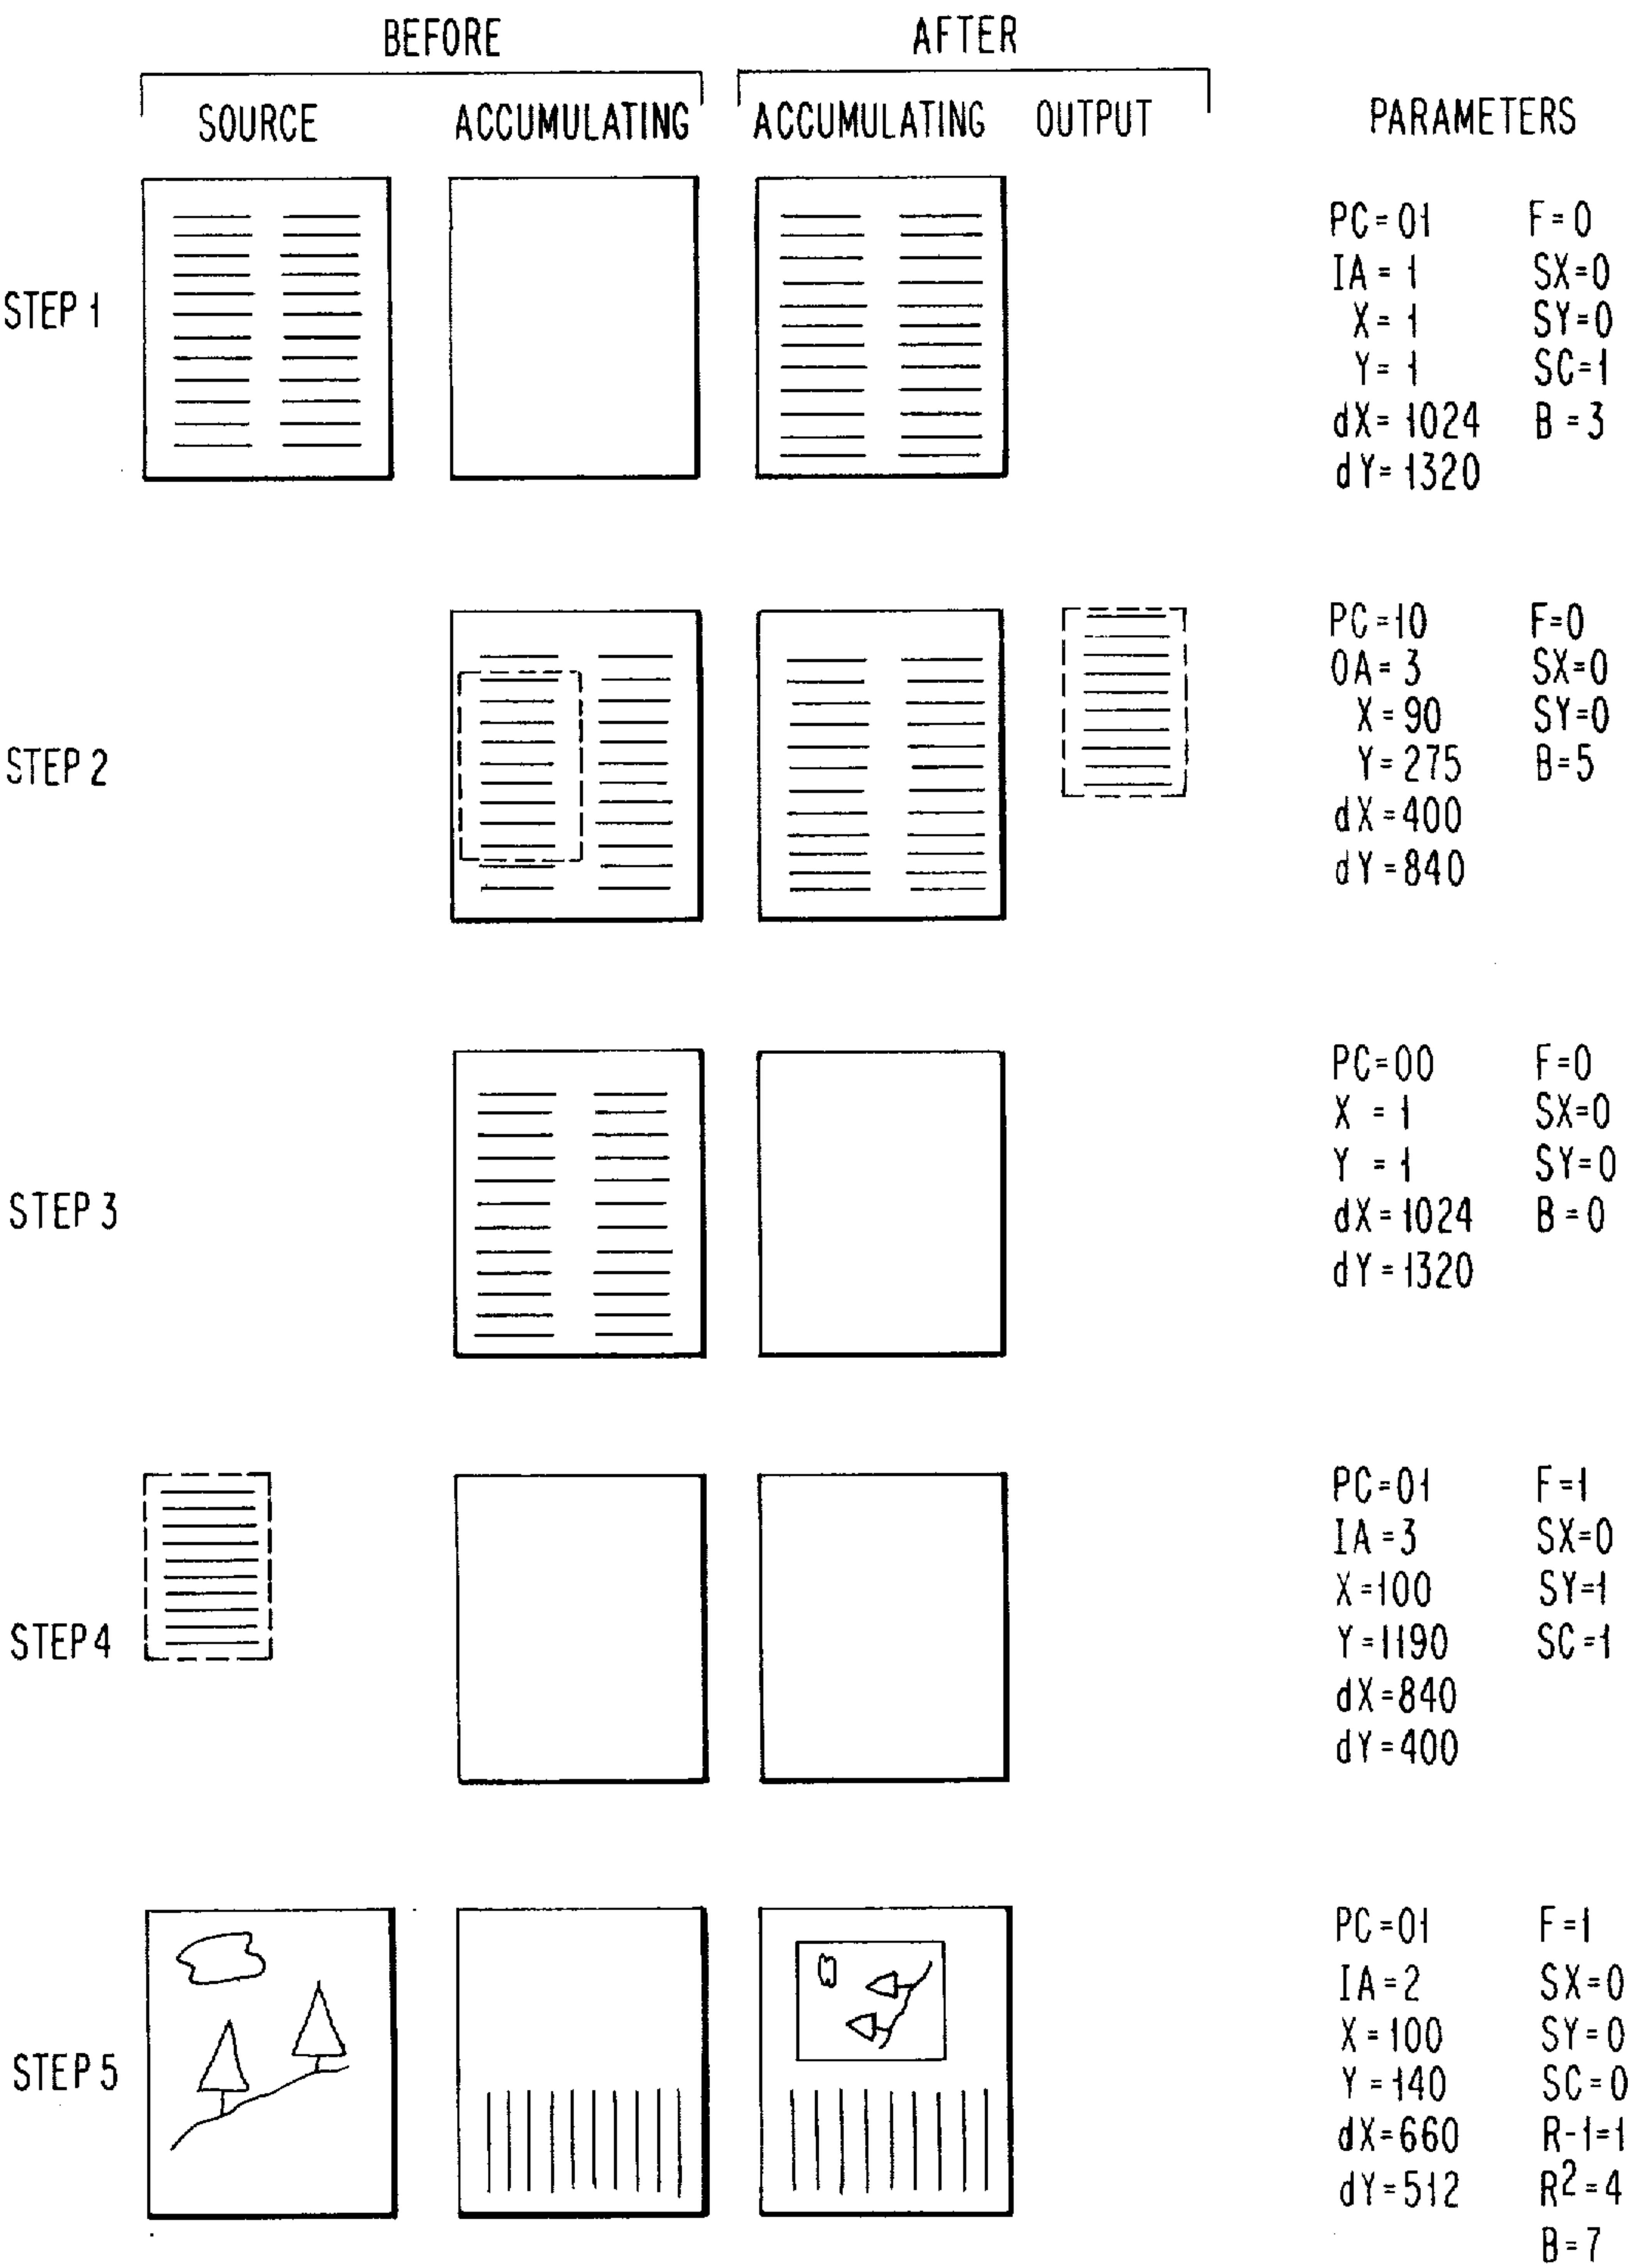 BEFORE AFTER
SOURCE ACCUMULATING ACCUMULATING OUTPUT PARAMETERS
STEP 1
PC=01 F=0
IA=1 SX=0
X=1 SY=0
Y=1 SC=1
dX=1024 B=3
dY=1320
STEP 2
PC=10 F=0
OA=3 SX=0
X=90 SY=0
Y=275 B=5
dX=400
dY=840
STEP 3
PC=00 F=0
X=1 SX=0
Y=1 SY=0
dX=1024 B=0
dY=1320
STEP 4
PC=01 F=1
IA=3 SX=0
X=100 SY=1
Y=1190 SC=1
dX=840
dY=400
STEP 5
PC=01 F=1
IA=2 SX=0
X=100 SY=0
Y=140 SC=0
dX=660 R-1=1
dY=512 R²=4
B=7